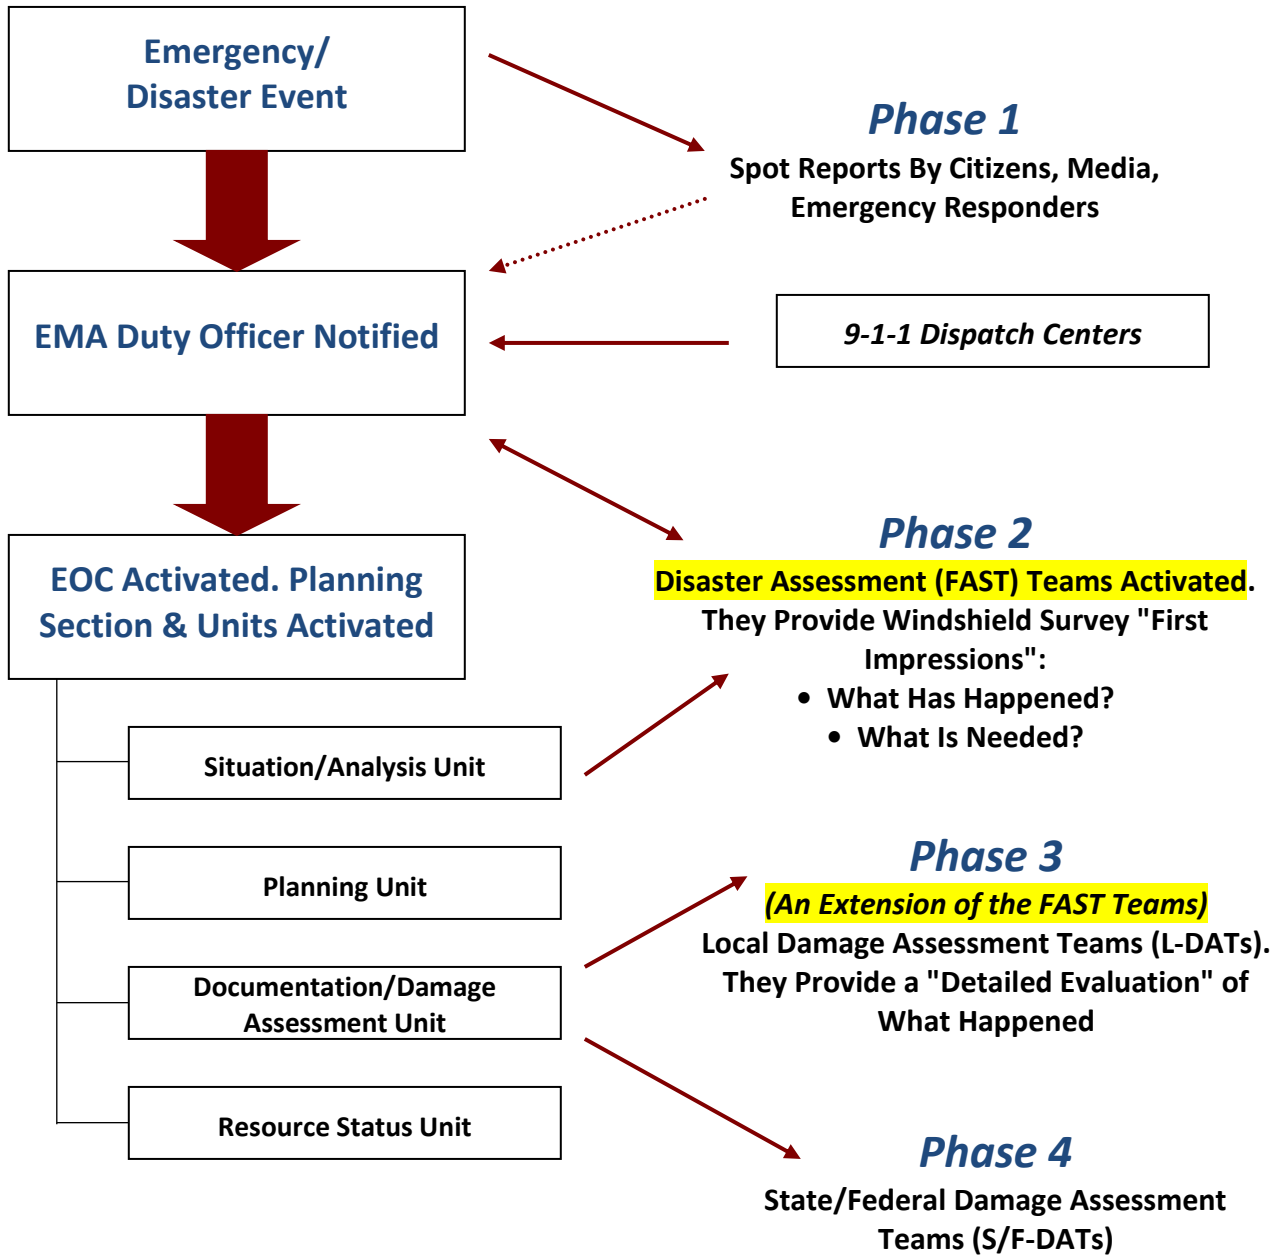 Emergency/
Disaster Event
Phase 1
Spot Reports By Citizens, Media,
Emergency Responders
EMA Duty Officer Notified
9-1-1 Dispatch Centers
EOC Activated. Planning
Section & Units Activated
Phase 2
Disaster Assessment (FAST) Teams Activated.
They Provide Windshield Survey "First
Impressions":
• What Has Happened?
• What Is Needed?
Situation/Analysis Unit
Planning Unit
Phase 3
(An Extension of the FAST Teams)
Local Damage Assessment Teams (L-DATs).
They Provide a "Detailed Evaluation" of
What Happened
Documentation/Damage
Assessment Unit
Resource Status Unit
Phase 4
State/Federal Damage Assessment
Teams (S/F-DATs)